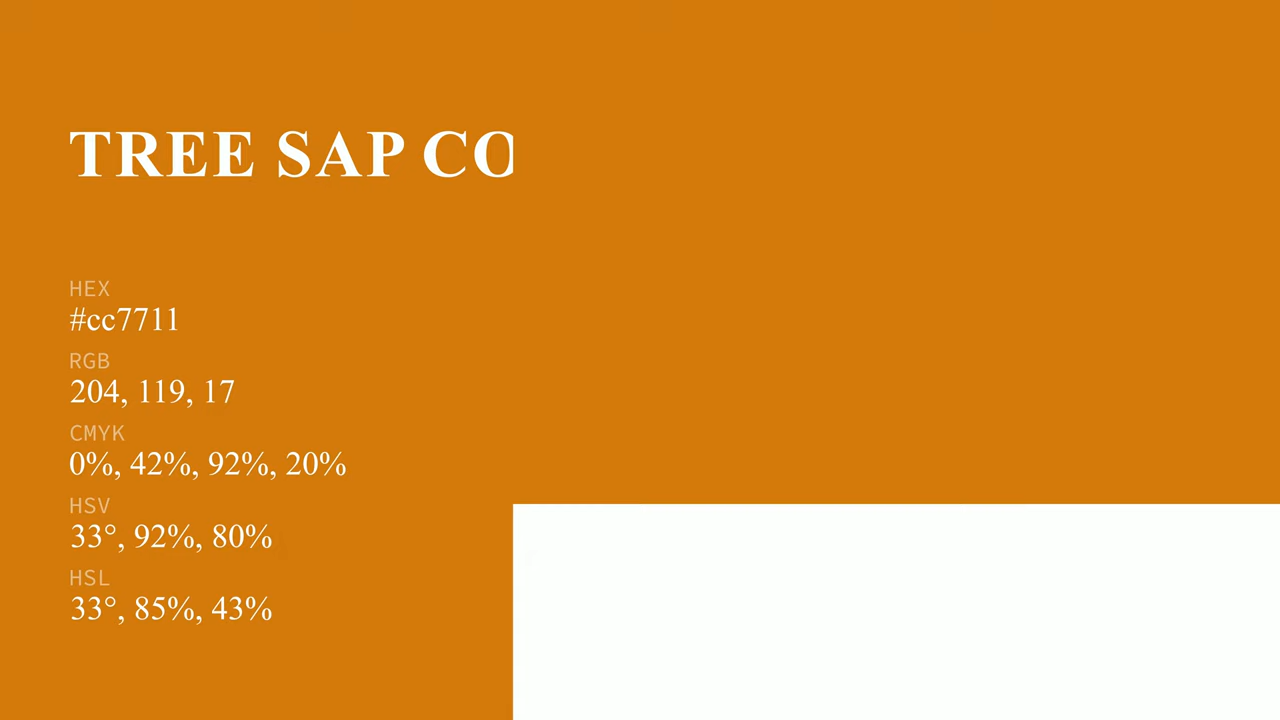 TREE SAP CO
HEX
#cc7711
RGB
204, 119, 17
CMYK
0%, 42%, 92%, 20%
HSV
33°, 92%, 80%
HSL
33°, 85%, 43%